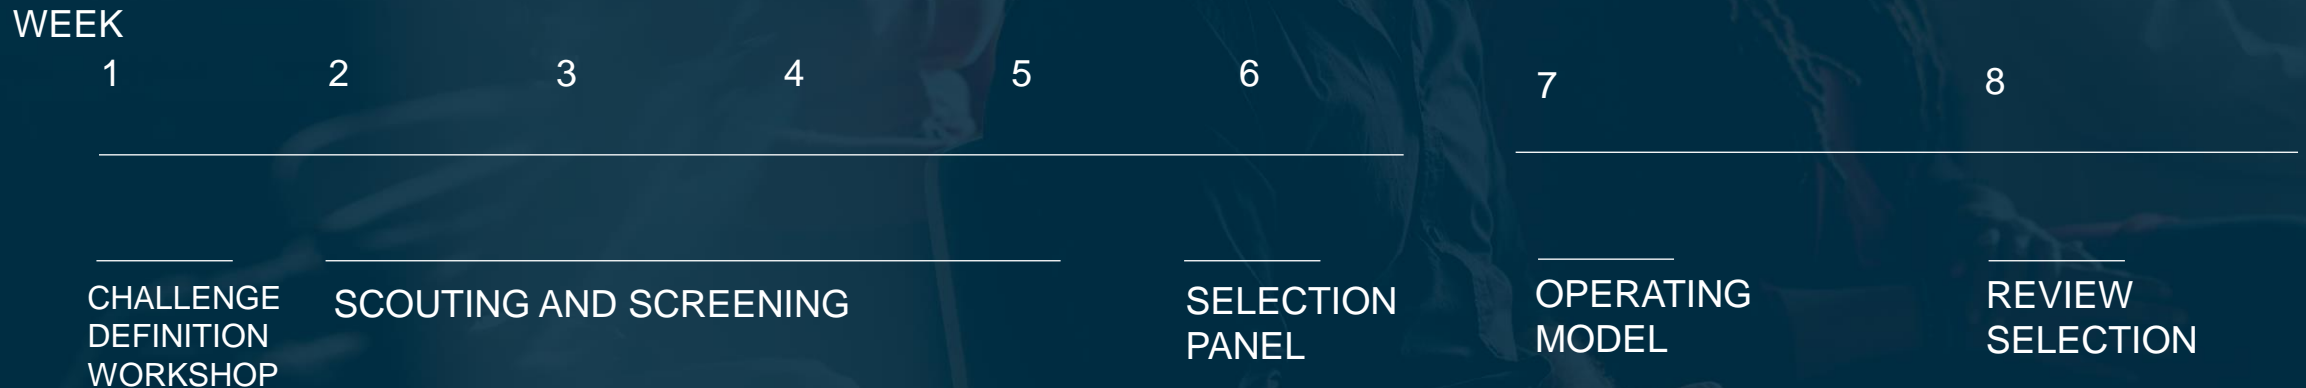 WEEK
1 2 3 4 5 6 7 8
CHALLENGE
DEFINITION
WORKSHOP
SCOUTING AND SCREENING
SELECTION
PANEL
OPERATING
MODEL
REVIEW
SELECTION